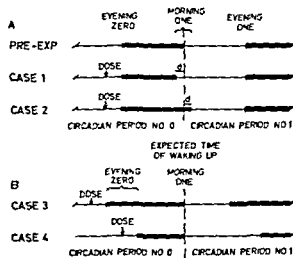 EVENING ZERO MORNING ONE EVENING ONE
A
PRE-EXP
DOSE
CASE 1
d
DOSE
CASE 2
d
CIRCADIAN PERIOD NO 0 CIRCADIAN PERIOD NO 1
EXPECTED TIME OF WAKING UP
EVENING ZERO MORNING ONE
B
DOSE
CASE 3
DOSE
CASE 4
CIRCADIAN PERIOD NO 0 CIRCADIAN PERIOD NO 1